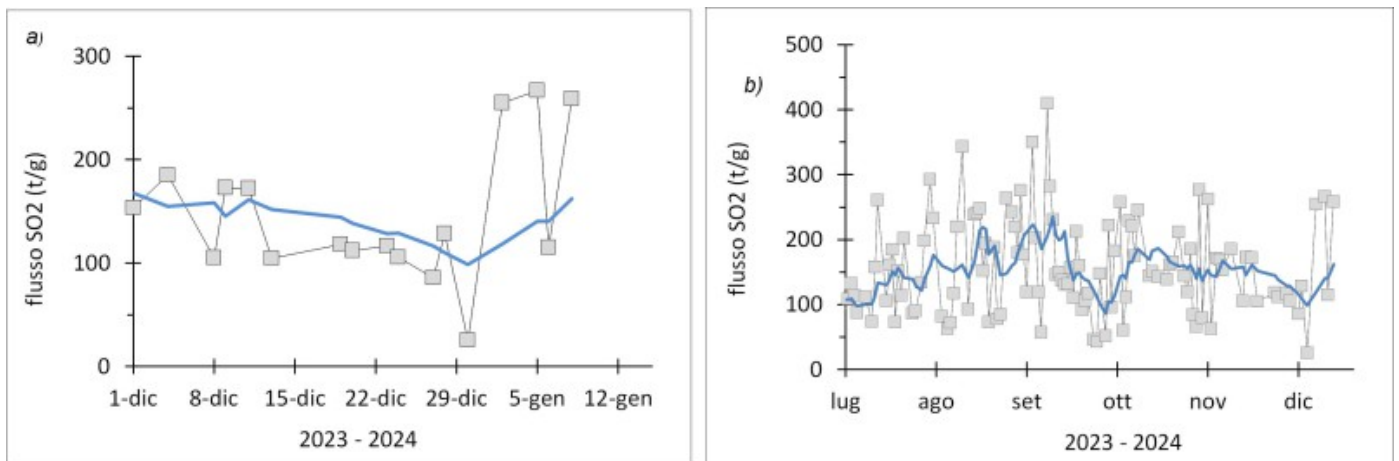 a)
300
200
100
0
flusso SO2 (t/g)
1-dic 8-dic 15-dic 22-dic 29-dic 5-gen 12-gen
2023 - 2024
b)
500
400
300
200
100
0
flusso SO2 (t/g)
lug ago set ott nov dic
2023 - 2024